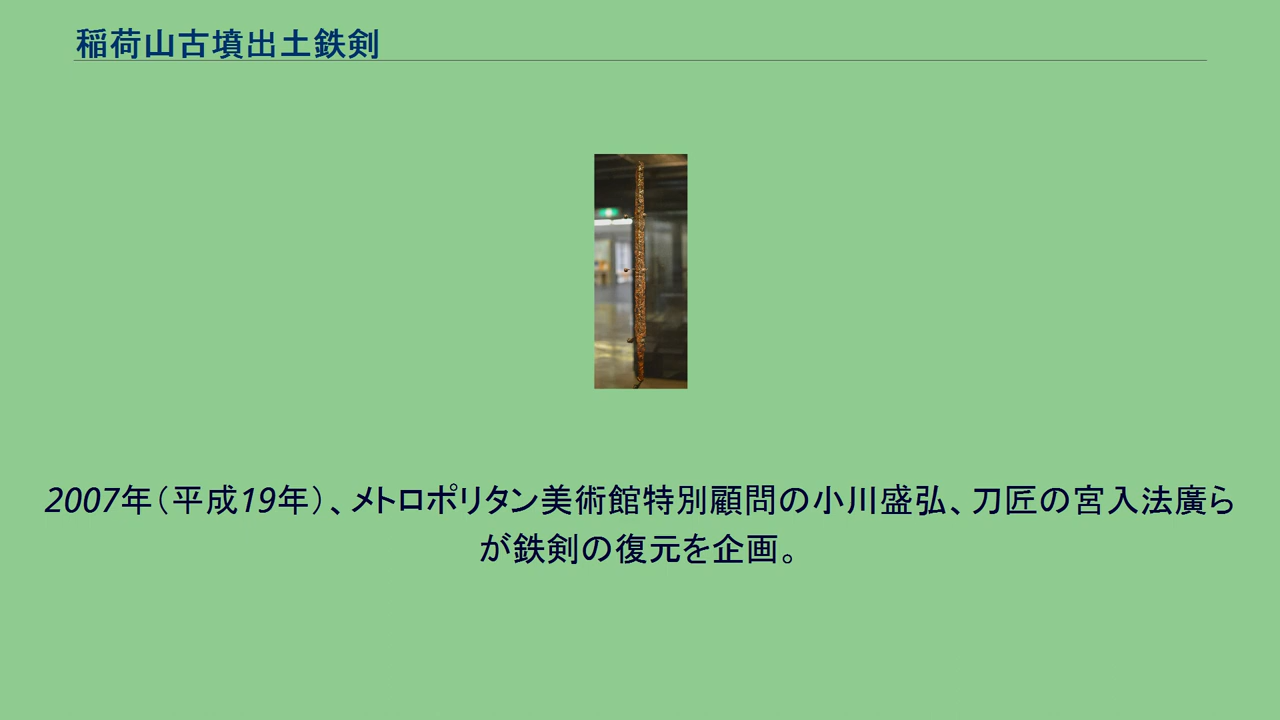 稲荷山古墳出土鉄剣
2007年(平成19年)、メトロポリタン美術館特別顧問の小川盛弘、刀匠の宮入法廣ら
が鉄剣の復元を企画。